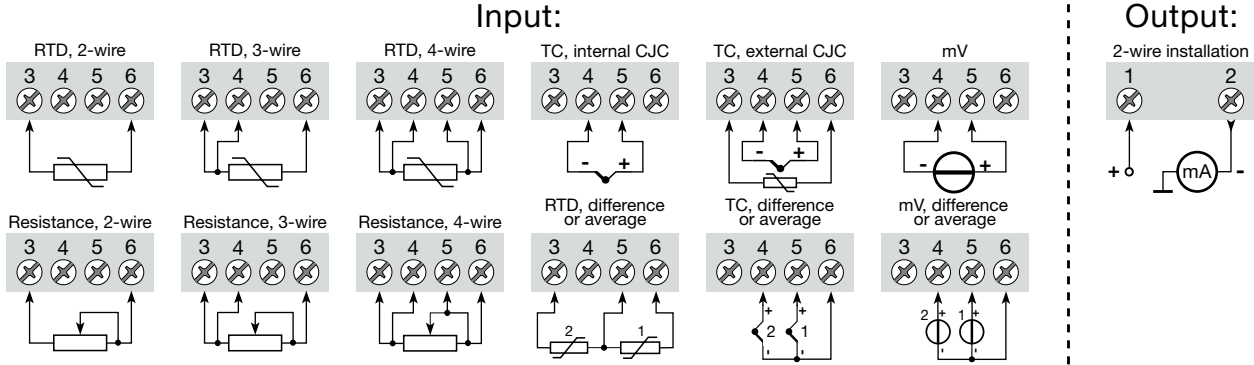 Input:
Output:
RTD, 2-wire
RTD, 3-wire
RTD, 4-wire
TC, internal CJC
TC, external CJC
mV
2-wire installation
3 4 5 6
3 4 5 6
3 4 5 6
3 4 5 6
3 4 5 6
3 4 5 6
1 2
- +
- +
- +
+ mA -
Resistance, 2-wire
Resistance, 3-wire
Resistance, 4-wire
RTD, difference
or average
TC, difference
or average
mV, difference
or average
3 4 5 6
3 4 5 6
3 4 5 6
3 4 5 6
3 4 5 6
3 4 5 6
2 1
+ +
2 1
- -
2 + 1 +
- -